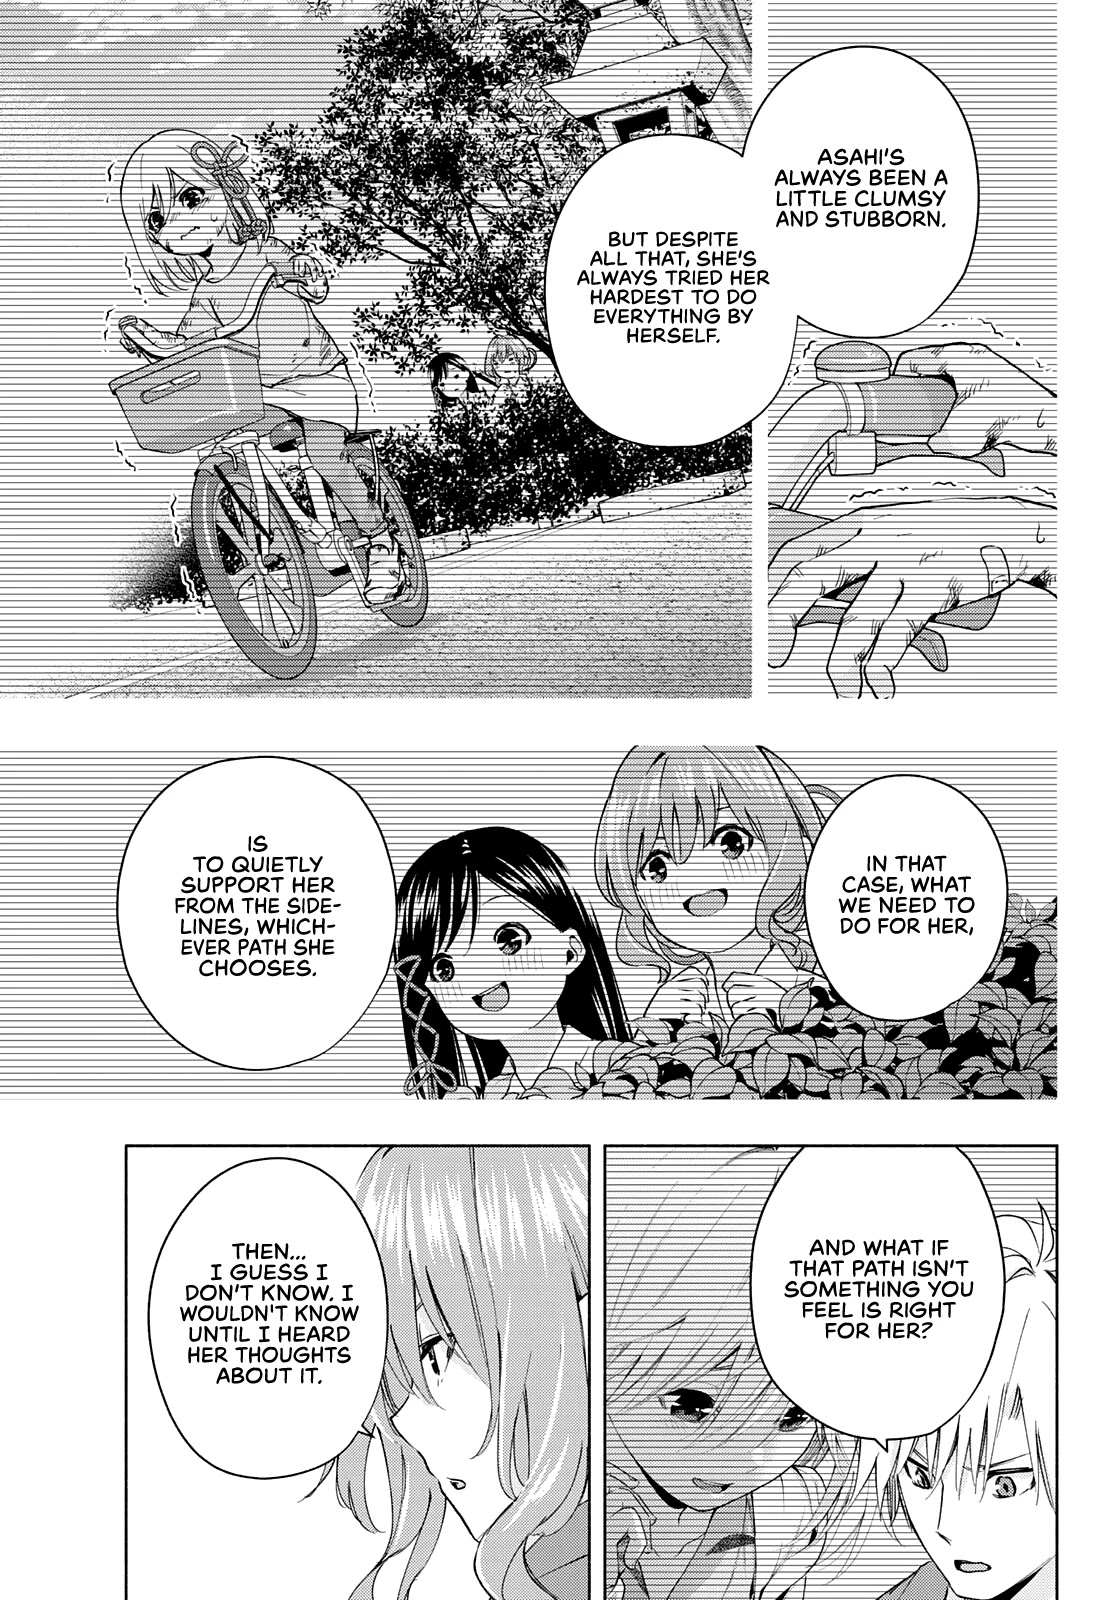 ASAHI'S
ALWAYS BEEN A
LITTLE CLUMSY
AND STUBBORN.
BUT DESPITE
ALL THAT, SHE'S
ALWAYS TRIED HER
HARDEST TO DO
EVERYTHING BY
HERSELF.
IN THAT
CASE, WHAT
WE NEED TO
DO FOR HER,
IS
TO QUIETLY
SUPPORT HER
FROM THE SIDE-
LINES, WHICH-
EVER PATH SHE
CHOOSES.
AND WHAT IF
THAT PATH ISN'T
SOMETHING YOU
FEEL IS RIGHT
FOR HER?
THEN...
I GUESS I
DON'T KNOW. I
WOULDN'T KNOW
UNTIL I HEARD
HER THOUGHTS
ABOUT IT.